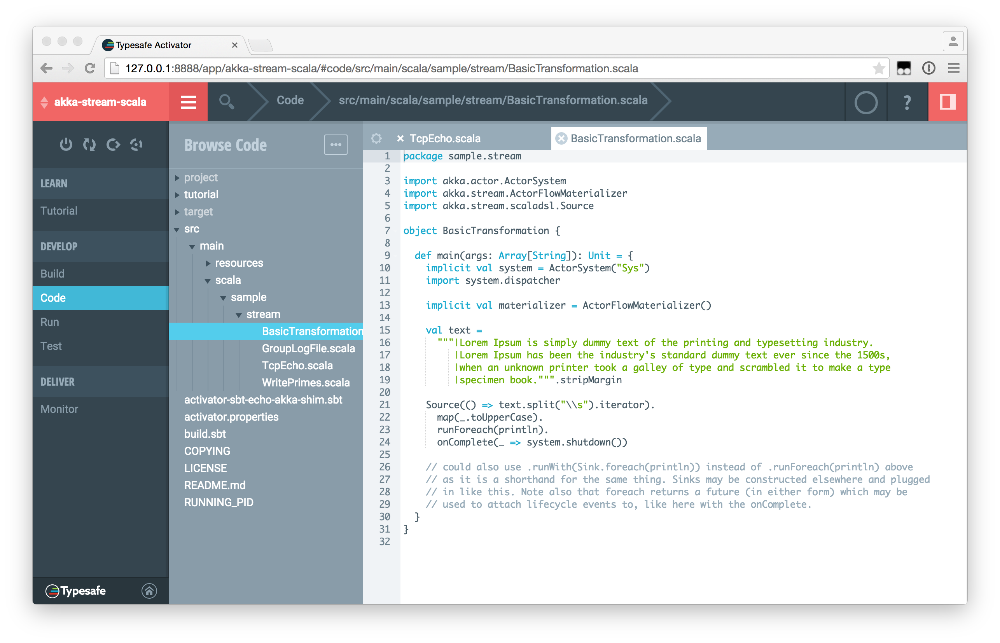 Typesafe Activator
127.0.0.1:8888/app/akka-stream-scala/#code/src/main/scala/sample/stream/BasicTransformation.scala
akka-stream-scala
Code
src/main/scala/sample/stream/BasicTransformation.scala
?
LEARN
Tutorial
DEVELOP
Build
Code
Run
Test
DELIVER
Monitor
Typesafe
Browse Code
project
tutorial
target
src
main
resources
scala
sample
stream
BasicTransformation
GroupLogFile.scala
TcpEcho.scala
WritePrimes.scala
activator-sbt-echo-akka-shim.sbt
activator.properties
build.sbt
COPYING
LICENSE
README.md
RUNNING_PID
TcpEcho.scala
BasicTransformation.scala
1 package sample.stream
2
3 import akka.actor.ActorSystem
4 import akka.stream.ActorFlowMaterializer
5 import akka.stream.scaladsl.Source
6
7 object BasicTransformation {
8
9 def main(args: Array[String]): Unit = {
10 implicit val system = ActorSystem("Sys")
11 import system.dispatcher
12
13 implicit val materializer = ActorFlowMaterializer()
14
15 val text =
16 """|Lorem Ipsum is simply dummy text of the printing and typesetting industry.
17 |Lorem Ipsum has been the industry's standard dummy text ever since the 1500s,
18 |when an unknown printer took a galley of type and scrambled it to make a type
19 |specimen book.""".stripMargin
20
21 Source(() => text.split("\\s").iterator).
22 map(_.toUpperCase).
23 runForeach(println).
24 onComplete(_ => system.shutdown())
25
26 // could also use .runWith(Sink.foreach(println)) instead of .runForeach(println) above
27 // as it is a shorthand for the same thing. Sinks may be constructed elsewhere and plugged
28 // in like this. Note also that foreach returns a future (in either form) which may be
29 // used to attach lifecycle events to, like here with the onComplete.
30 }
31 }
32